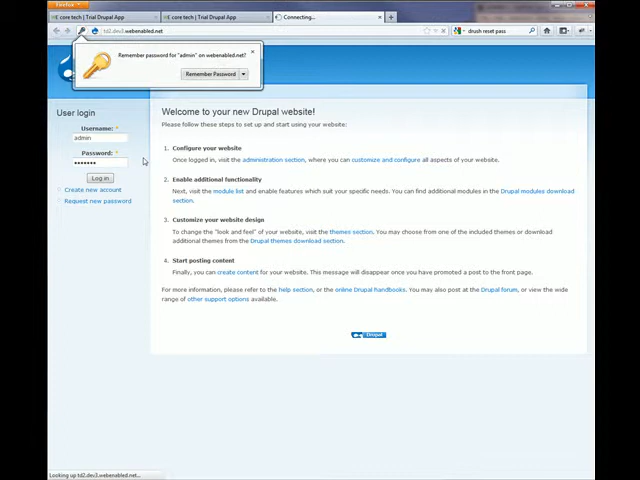 Firefox
core tech | Trial Drupal App
core tech | Trial Drupal App
Connecting...
td2.dev3.webenabled.net
drush reset pass
Remember password for "admin" on webenabled.net?
Remember Password
User login
Username: *
admin
Password: *
•••••••
Log in
Create new account
Request new password
Welcome to your new Drupal website!
Please follow these steps to set up and start using your website:
1. Configure your website
Once logged in, visit the administration section, where you can customize and configure all aspects of your website.
2. Enable additional functionality
Next, visit the module list and enable features which suit your specific needs. You can find additional modules in the Drupal modules download
section.
3. Customize your website design
To change the "look and feel" of your website, visit the themes section. You may choose from one of the included themes or download
additional themes from the Drupal themes download section.
4. Start posting content
Finally, you can create content for your website. This message will disappear once you have promoted a post to the front page.
For more information, please refer to the help section, or the online Drupal handbooks. You may also post at the Drupal forum, or view the wide
range of other support options available.
Drupal
Looking up td2.dev3.webenabled.net...